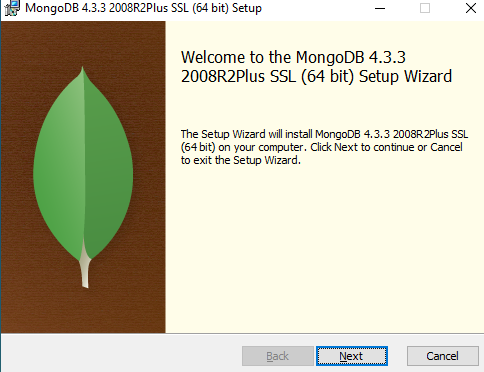 MongoDB 4.3.3 2008R2Plus SSL (64 bit) Setup
Welcome to the MongoDB 4.3.3
2008R2Plus SSL (64 bit) Setup Wizard
The Setup Wizard will install MongoDB 4.3.3 2008R2Plus SSL
(64 bit) on your computer. Click Next to continue or Cancel
to exit the Setup Wizard.
Back Next Cancel